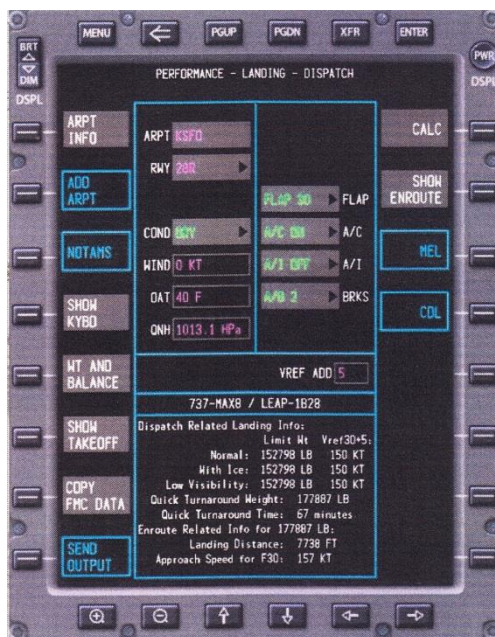 MENU PGUP PGDN XFR ENTER
BRT
DIM
DSPL
PWR
DSPL
PERFORMANCE - LANDING - DISPATCH
ARPT
INFO
ADD
ARPT
NOTAMS
SHOW
KYBD
WT AND
BALANCE
SHOW
TAKEOFF
COPY
FMC DATA
SEND
OUTPUT
ARPT KSFO
RWY 28R
COND DRY
WIND 0 KT
OAT 40 F
QNH 1013.1 HPa
FLAP 30 FLAP
A/C ON A/C
A/I OFF A/I
A/B 2 BRKS
CALC
SHOW
ENROUTE
MEL
CDL
VREF ADD 5
737-MAX8 / LEAP-1B28
Dispatch Related Landing Info:
Limit Wt Vref30+5:
Normal: 152798 LB 150 KT
With Ice: 152798 LB 150 KT
Low Visibility: 152798 LB 150 KT
Quick Turnaround Weight: 177887 LB
Quick Turnaround Time: 67 minutes
Enroute Related Info for 177887 LB:
Landing Distance: 7738 FT
Approach Speed for F30: 157 KT